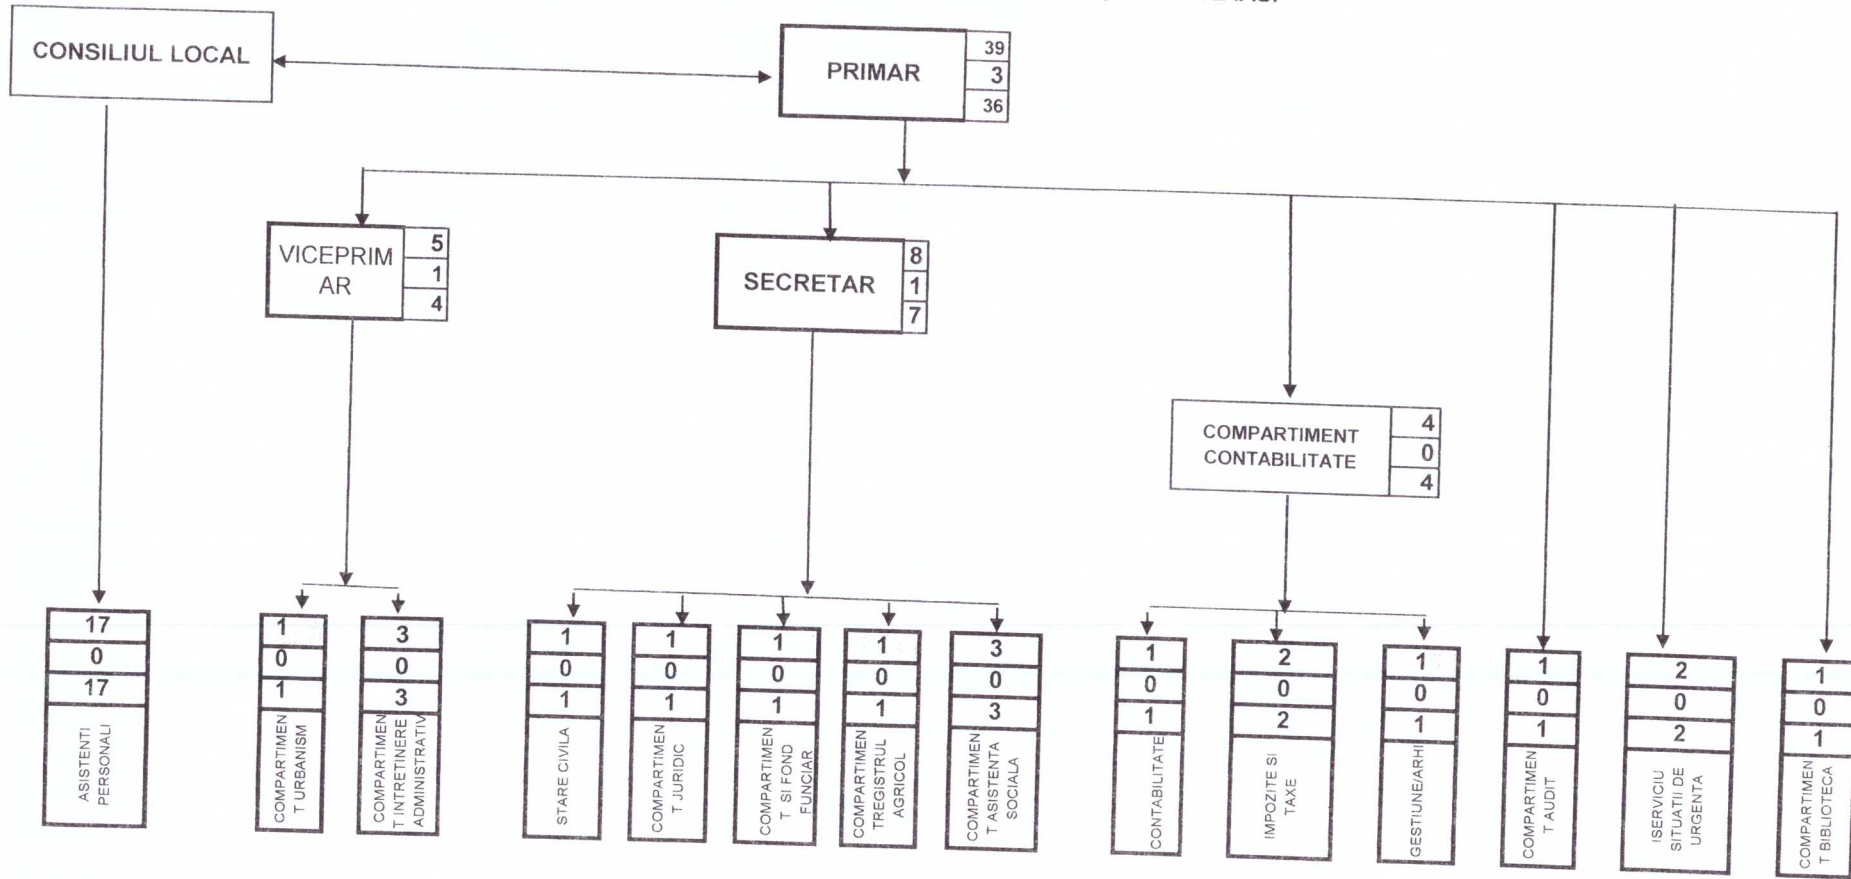 CONSILIUL LOCAL
PRIMAR
39
3
36
VICEPRIM
AR
5
1
4
SECRETAR
8
1
7
COMPARTIMENT
CONTABILITATE
4
0
4
17
0
17
ASISTENTI
PERSONALI
1
0
1
COMPARTIMEN
T URBANISM
3
0
3
COMPARTIMEN
T INTRETINERE
ADMINISTRATIV
1
0
1
STARE CIVILA
1
0
1
COMPARTIMEN
T JURIDIC
1
0
1
COMPARTIMEN
T SI FOND
FUNCIAR
1
0
1
COMPARTIMEN
TREGISTRUL
AGRICOL
3
0
3
COMPARTIMEN
T ASISTENTA
SOCIALA
1
0
1
CONTABILITATE
2
0
2
IMPOZITE SI
TAXE
1
0
1
GESTIUNE/ARHI
1
0
1
COMPARTIMEN
T AUDIT
2
0
2
ISERVICIU
SITUATII DE
URGENTA
1
0
1
COMPARTIMEN
T BIBLIOTECA